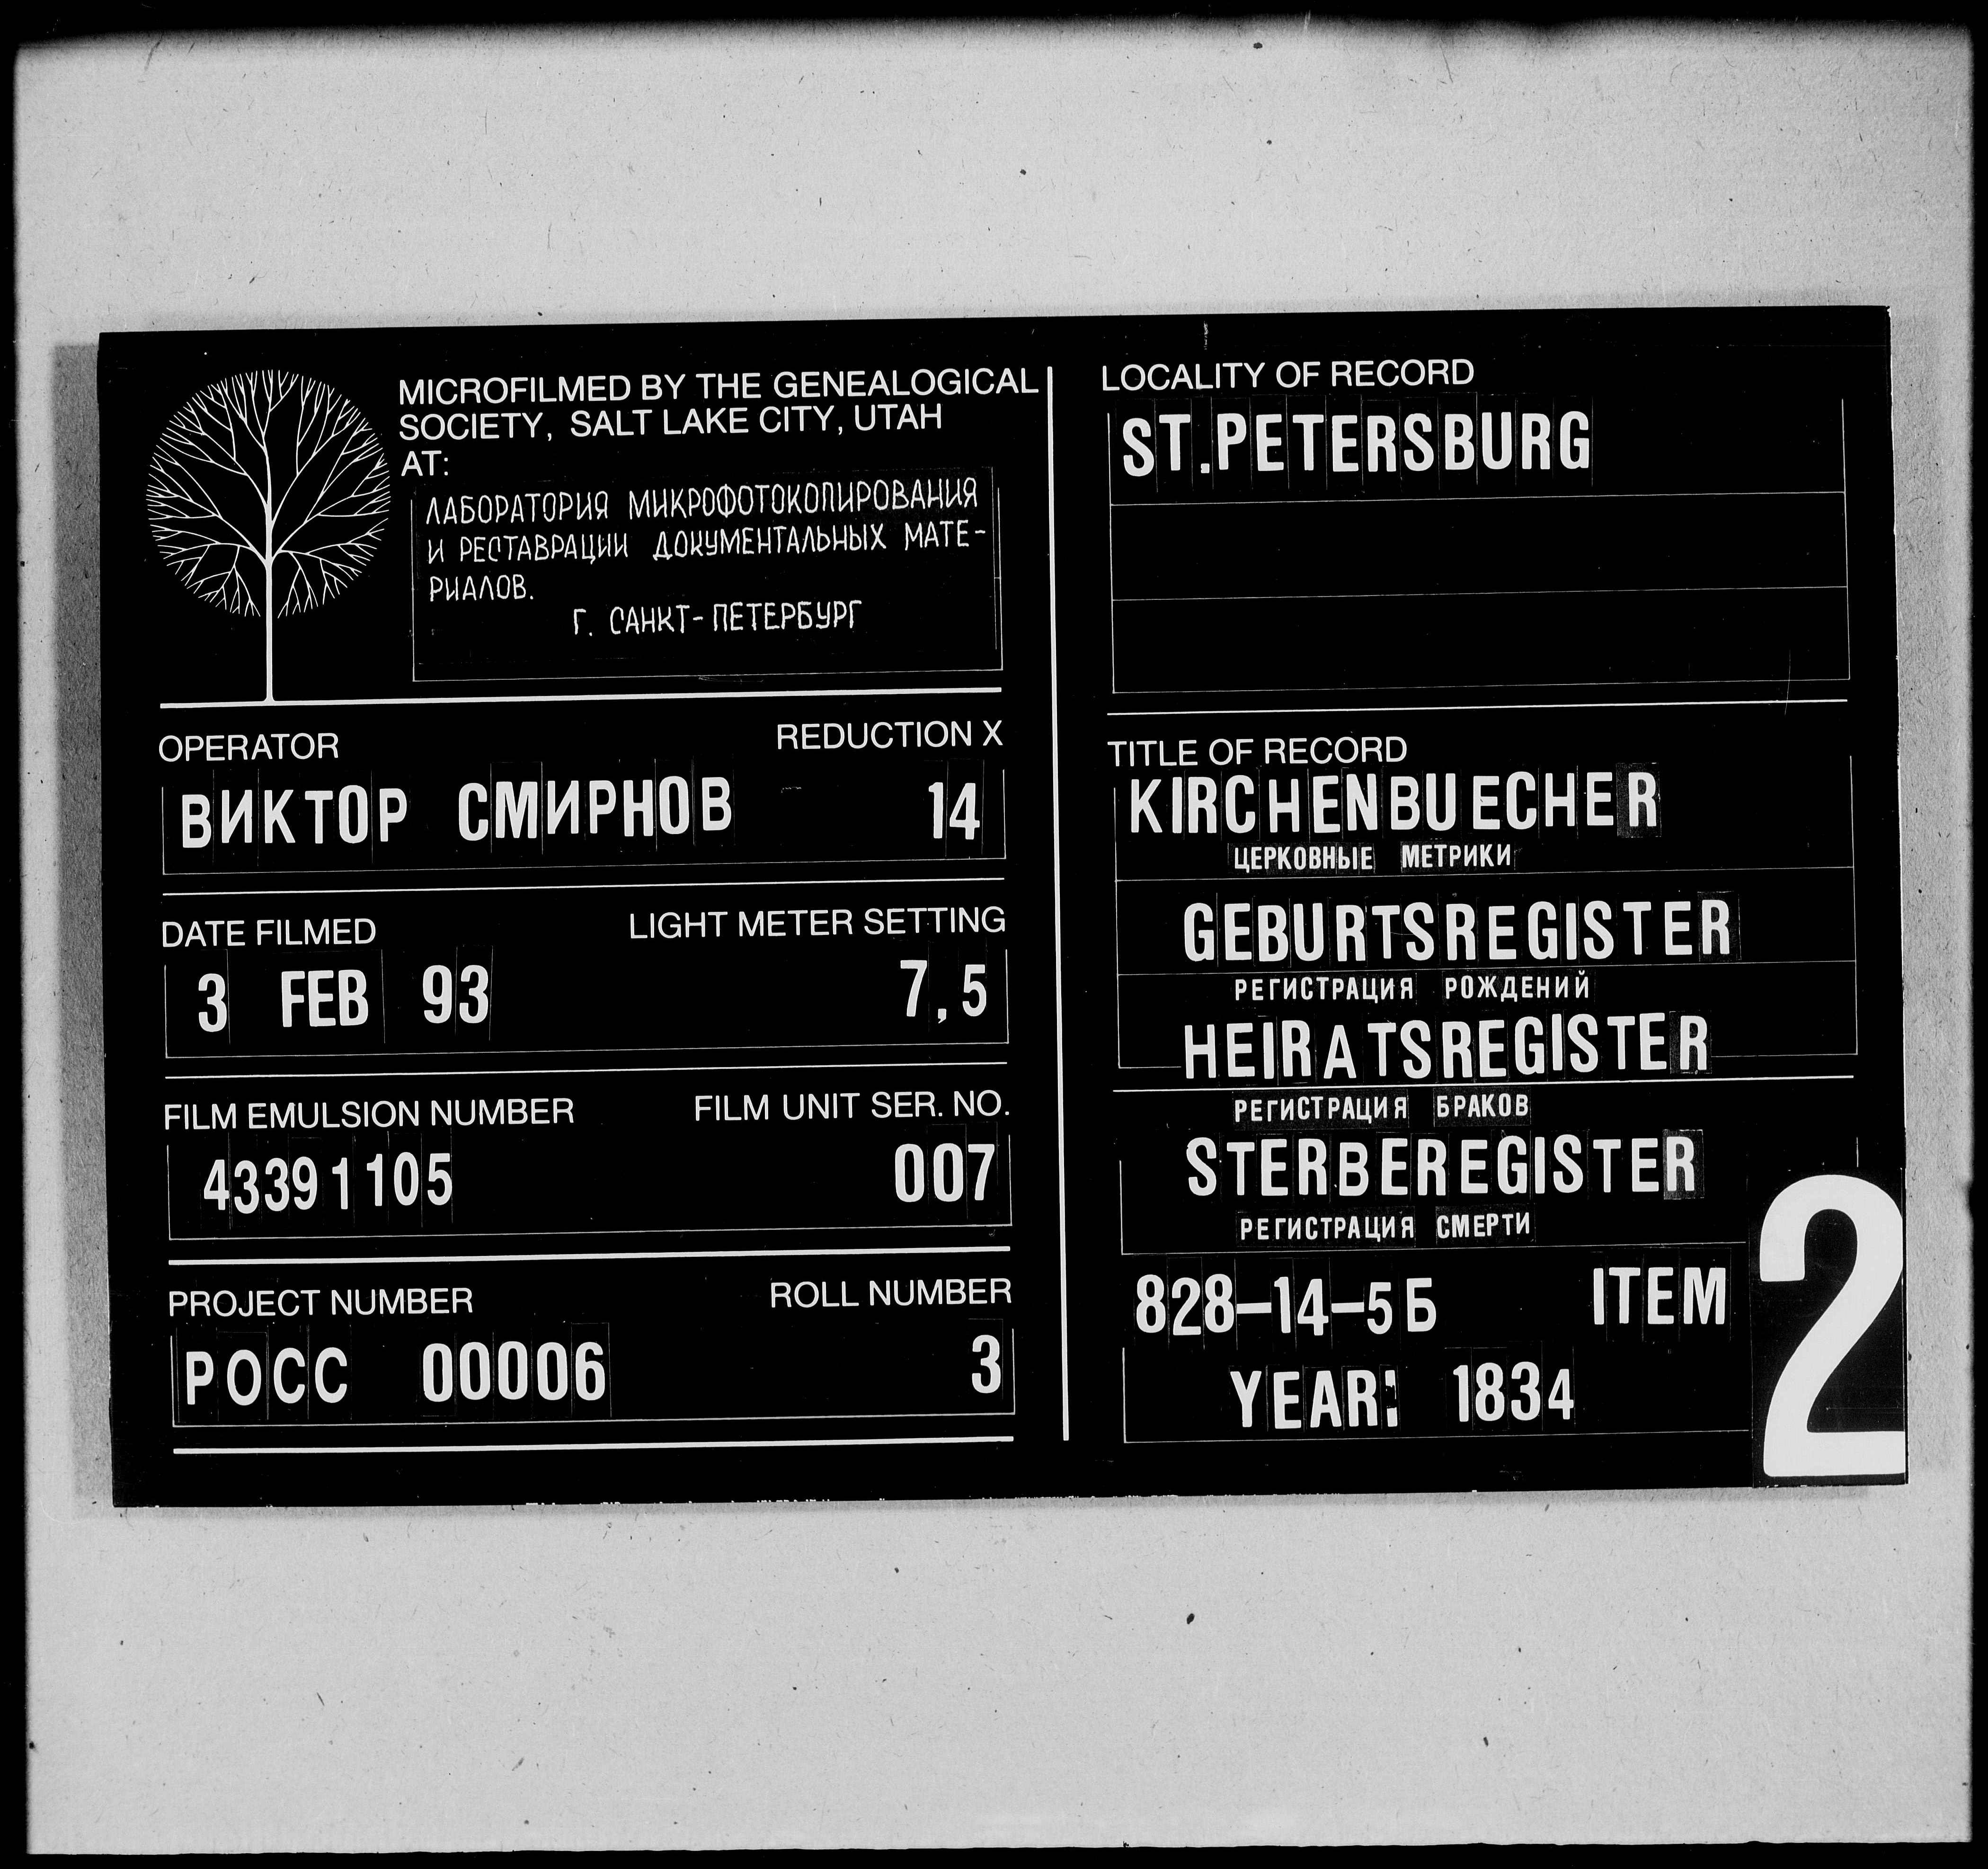 MICROFILMED BY THE GENEALOGICAL
SOCIETY, SALT LAKE CITY, UTAH
AT:
ЛАБОРАТОРИЯ МИКРОФОТОКОПИРОВАНИЯ
И РЕСТАВРАЦИИ ДОКУМЕНТАЛЬНЫХ МАТЕ-
РИАЛОВ.
Г. САНКТ-ПЕТЕРБУРГ
OPERATOR REDUCTION X
ВИКТОР СМИРНОВ 14
DATE FILMED LIGHT METER SETTING
3 FEB 93 7,5
FILM EMULSION NUMBER FILM UNIT SER. NO.
43391105 007
PROJECT NUMBER ROLL NUMBER
РОСС 00006 3
LOCALITY OF RECORD
ST.PETERSBURG
TITLE OF RECORD
KIRCHENBUECHER
ЦЕРКОВНЫЕ МЕТРИКИ
GEBURTSREGISTER
РЕГИСТРАЦИЯ РОЖДЕНИЙ
HEIRATSREGISTER
РЕГИСТРАЦИЯ БРАКОВ
STERBEREGISTER
РЕГИСТРАЦИЯ СМЕРТИ
828-14-5Б ITEM 2
YEAR: 1834